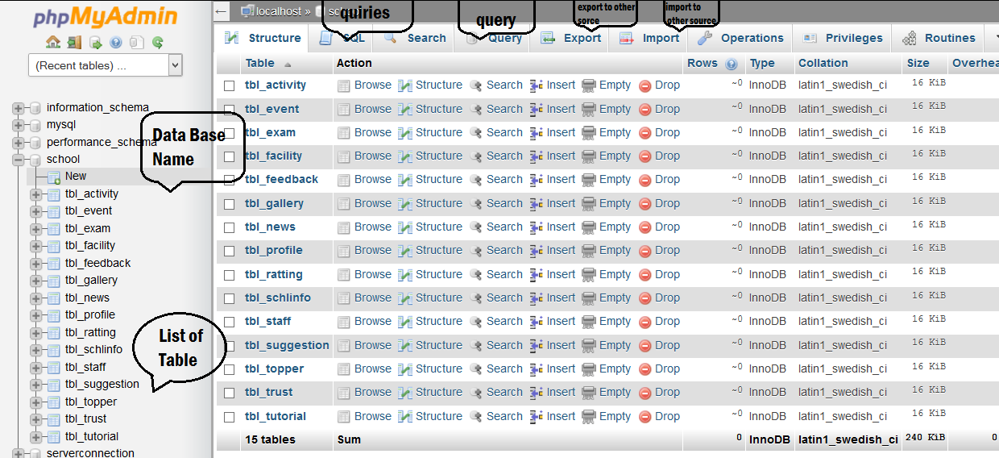 phpMyAdmin
(Recent tables) ...
information_schema
mysql
performance_schema
school
New
tbl_activity
tbl_event
tbl_exam
tbl_facility
tbl_feedback
tbl_gallery
tbl_news
tbl_profile
tbl_ratting
tbl_schlinfo
tbl_staff
tbl_suggestion
tbl_topper
tbl_trust
tbl_tutorial
serverconnection
Data Base
Name
List of
Table
localhost »
quiries
query
export to other
sorce
import to
other source
Structure SQL Search Query Export Import Operations Privileges Routines
Table Action Rows Type Collation Size Overhea
tbl_activity Browse Structure Search Insert Empty Drop ~0 InnoDB latin1_swedish_ci 16 KiB
tbl_event Browse Structure Search Insert Empty Drop ~0 InnoDB latin1_swedish_ci 16 KiB
tbl_exam Browse Structure Search Insert Empty Drop ~0 InnoDB latin1_swedish_ci 16 KiB
tbl_facility Browse Structure Search Insert Empty Drop ~0 InnoDB latin1_swedish_ci 16 KiB
tbl_feedback Browse Structure Search Insert Empty Drop ~0 InnoDB latin1_swedish_ci 16 KiB
tbl_gallery Browse Structure Search Insert Empty Drop ~0 InnoDB latin1_swedish_ci 16 KiB
tbl_news Browse Structure Search Insert Empty Drop ~0 InnoDB latin1_swedish_ci 16 KiB
tbl_profile Browse Structure Search Insert Empty Drop ~0 InnoDB latin1_swedish_ci 16 KiB
tbl_ratting Browse Structure Search Insert Empty Drop ~0 InnoDB latin1_swedish_ci 16 KiB
tbl_schlinfo Browse Structure Search Insert Empty Drop ~0 InnoDB latin1_swedish_ci 16 KiB
tbl_staff Browse Structure Search Insert Empty Drop ~0 InnoDB latin1_swedish_ci 16 KiB
tbl_suggestion Browse Structure Search Insert Empty Drop ~0 InnoDB latin1_swedish_ci 16 KiB
tbl_topper Browse Structure Search Insert Empty Drop ~0 InnoDB latin1_swedish_ci 16 KiB
tbl_trust Browse Structure Search Insert Empty Drop ~0 InnoDB latin1_swedish_ci 16 KiB
tbl_tutorial Browse Structure Search Insert Empty Drop ~0 InnoDB latin1_swedish_ci 16 KiB
15 tables Sum 0 InnoDB latin1_swedish_ci 240 KiB 0